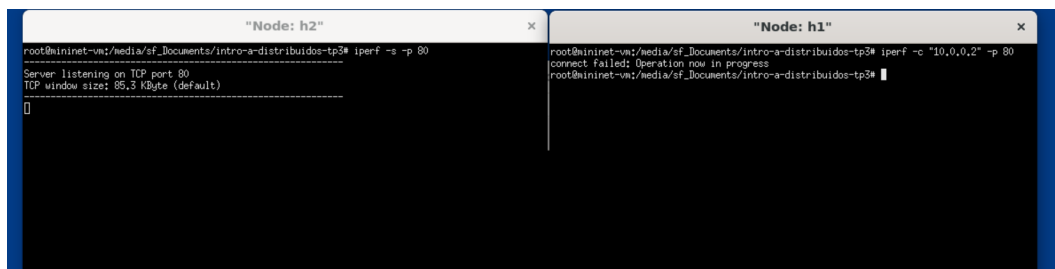 "Node: h2"
×
root@mininet-vm:/media/sf_Documents/intro-a-distribuidos-tp3# iperf -s -p 80
------------------------------------------------------------
Server listening on TCP port 80
TCP window size: 85.3 KByte (default)
------------------------------------------------------------
"Node: h1"
×
root@mininet-vm:/media/sf_Documents/intro-a-distribuidos-tp3# iperf -c "10.0.0.2" -p 80
connect failed: Operation now in progress
root@mininet-vm:/media/sf_Documents/intro-a-distribuidos-tp3#